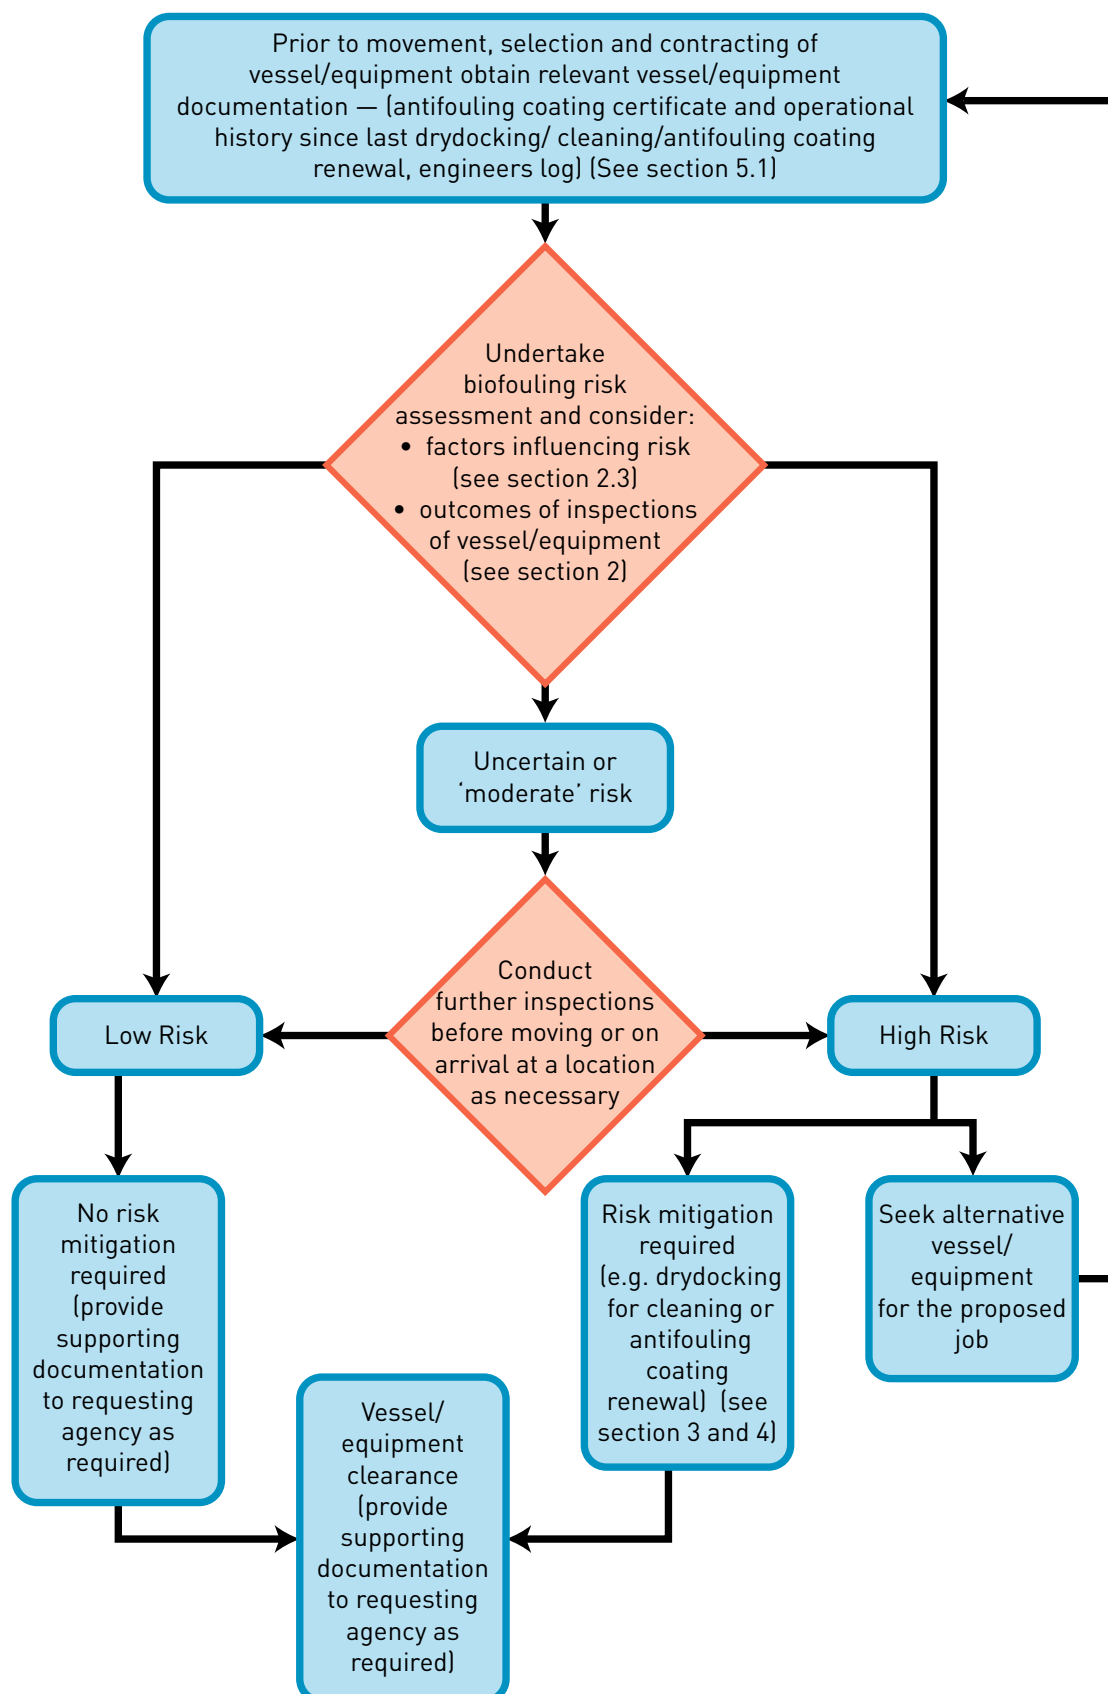 Prior to movement, selection and contracting of
vessel/equipment obtain relevant vessel/equipment
documentation — (antifouling coating certificate and operational
history since last drydocking/ cleaning/antifouling coating
renewal, engineers log) (See section 5.1)
Undertake
biofouling risk
assessment and consider:
• factors influencing risk
(see section 2.3)
• outcomes of inspections
of vessel/equipment
(see section 2)
Uncertain or
‘moderate’ risk
Conduct
further inspections
before moving or on
arrival at a location
as necessary
Low Risk
High Risk
No risk
mitigation
required
(provide
supporting
documentation
to requesting
agency as
required)
Vessel/
equipment
clearance
(provide
supporting
documentation
to requesting
agency as
required)
Risk mitigation
required
(e.g. drydocking
for cleaning or
antifouling
coating
renewal) (see
section 3 and 4)
Seek alternative
vessel/
equipment
for the proposed
job